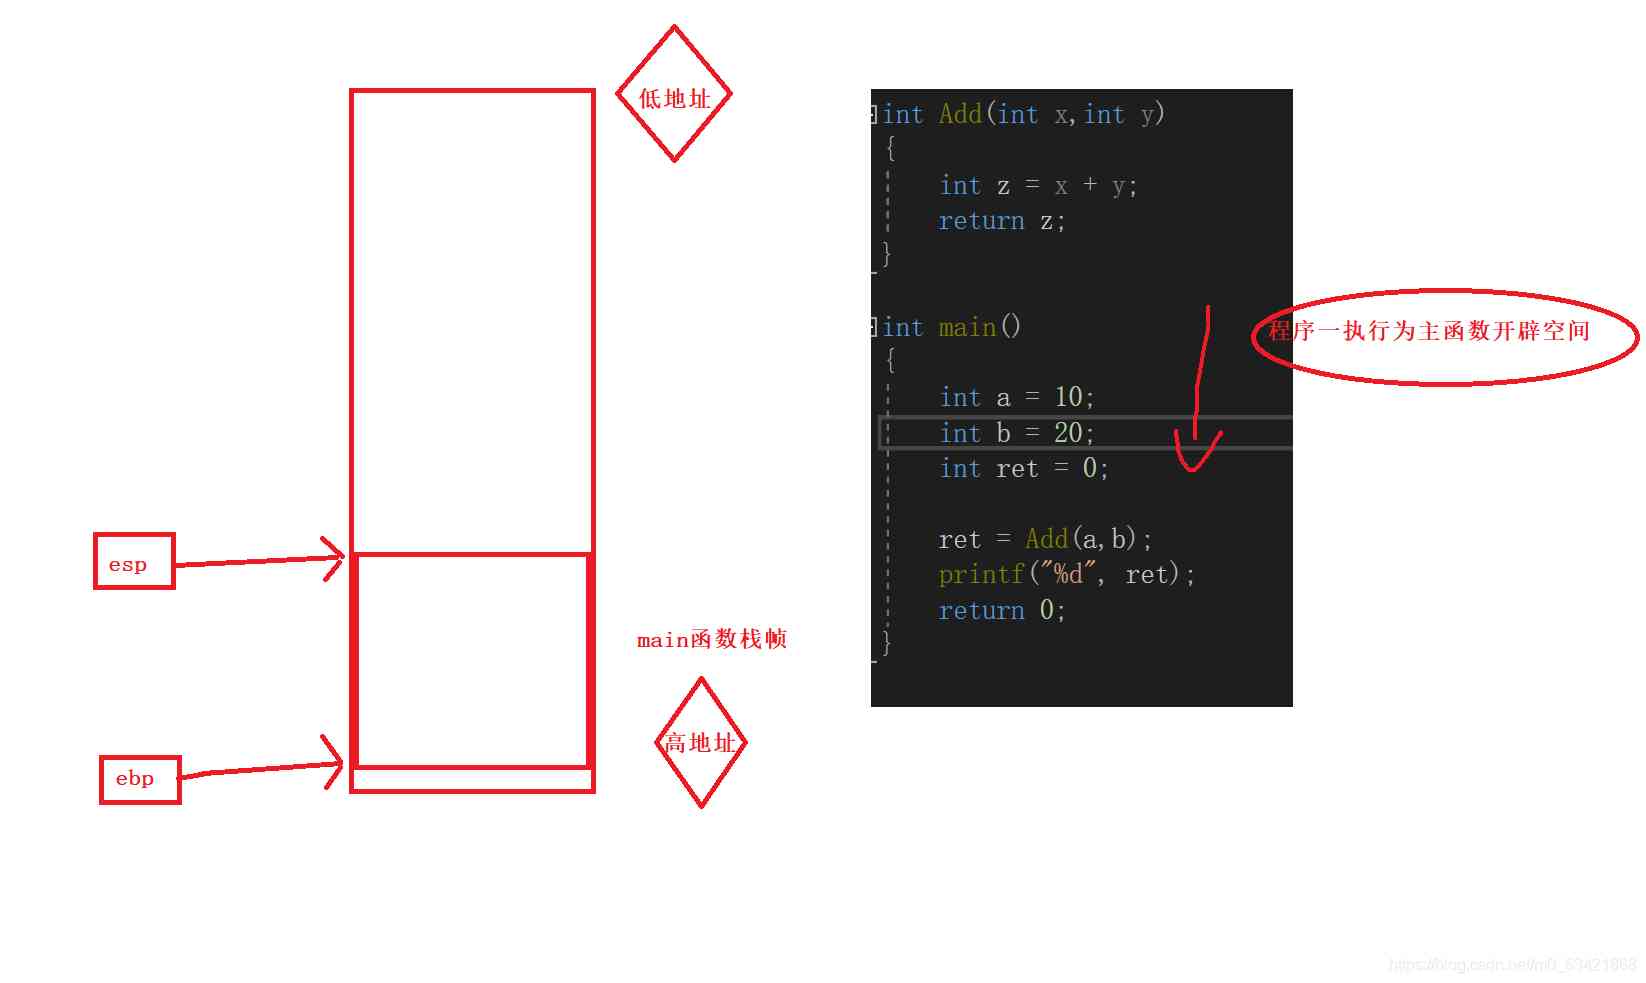 低地址
esp
ebp
main函数栈帧
高地址
int Add(int x,int y)
{
int z = x + y;
return z;
}
int main()
{
int a = 10;
int b = 20;
int ret = 0;
ret = Add(a,b);
printf("%d", ret);
return 0;
}
程序一执行为主函数开辟空间
https://blog.csdn.net/m0_63421868